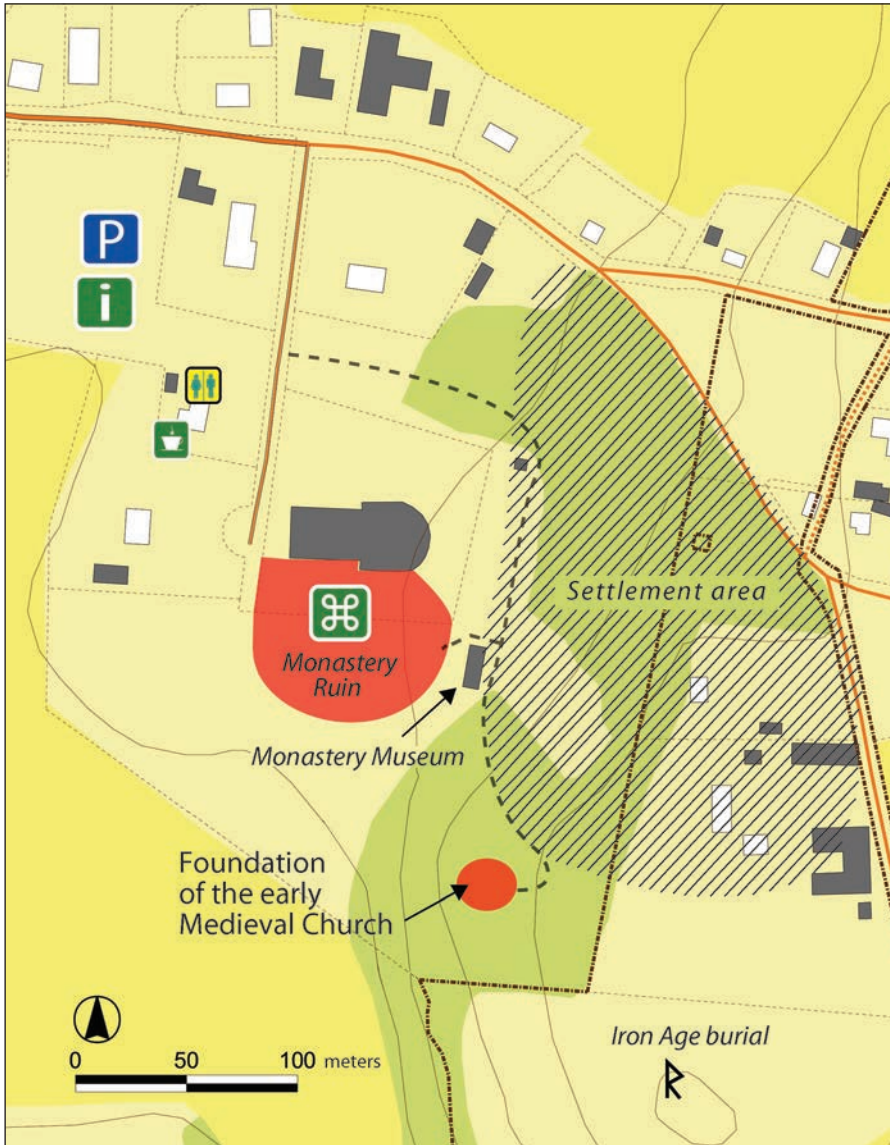 P
i
Settlement area
Monastery
Ruin
Monastery Museum
Foundation
of the early
Medieval Church
Iron Age burial
0 50 100 meters